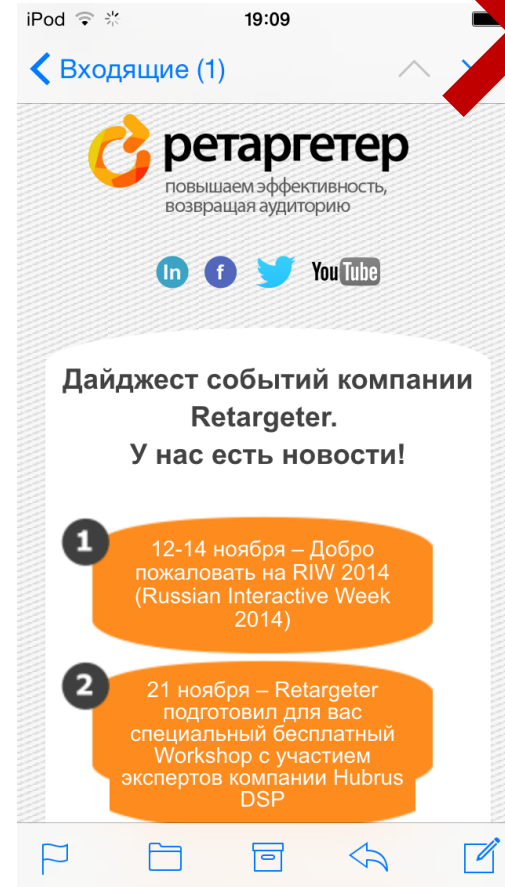 iPod 19:09
Входящие (1)
ретаргетер
повышаем эффективность,
возвращая аудиторию
In f You Tube
Дайджест событий компании
Retargeter.
У нас есть новости!
1
12-14 ноября – Добро
пожаловать на RIW 2014
(Russian Interactive Week
2014)
2
21 ноября – Retargeter
подготовил для вас
специальный бесплатный
Workshop с участием
экспертов компании Hubrus
DSP